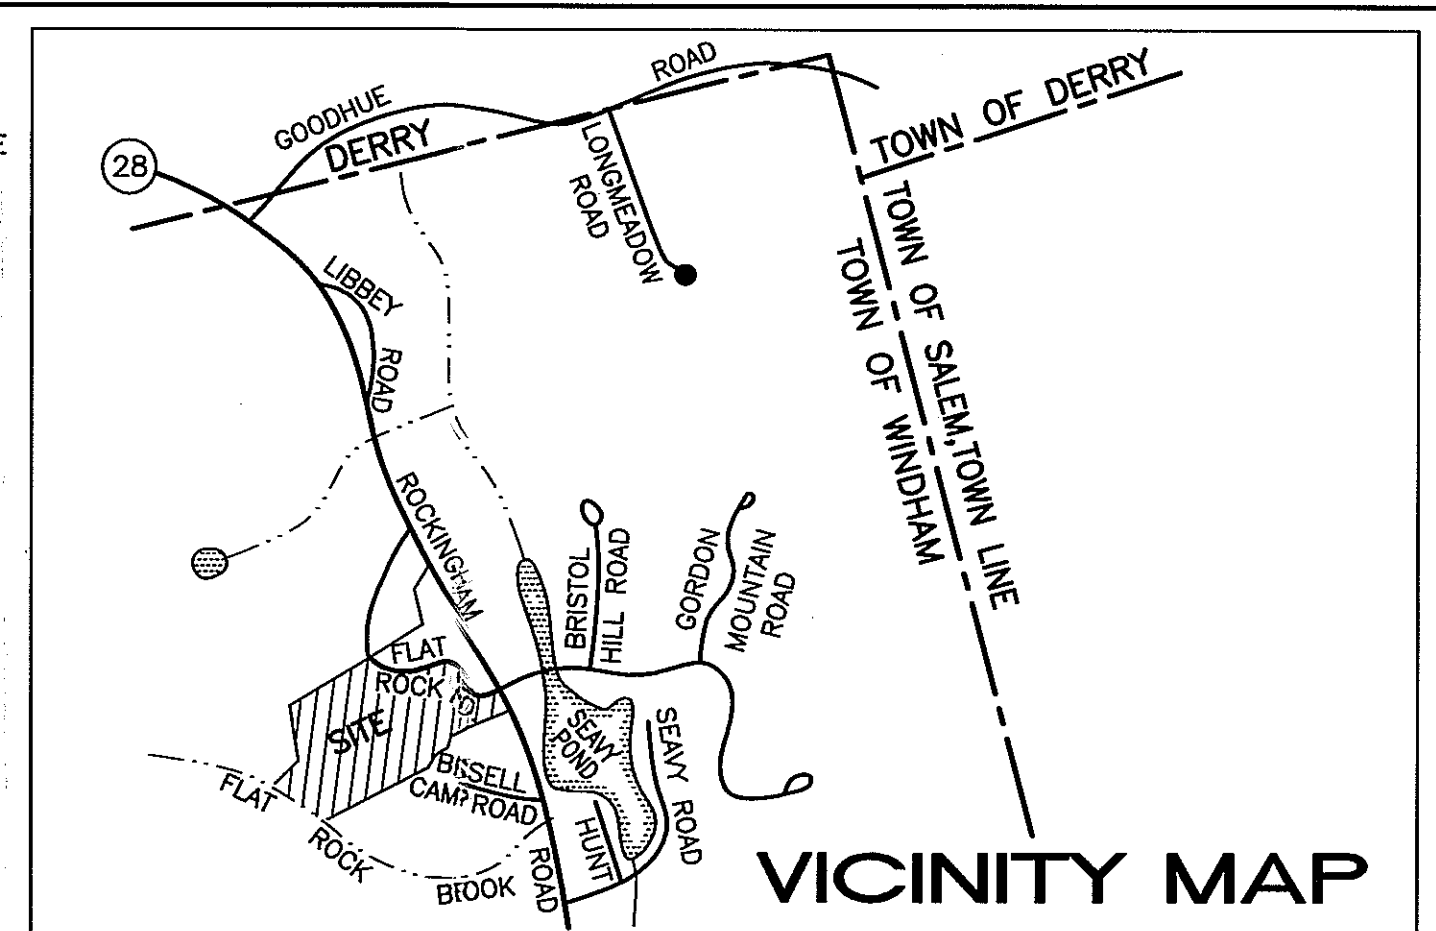 GOODHUE
ROAD
28
DERRY
TOWN OF DERRY
LONGMEADOW
ROAD
TOWN OF SALEM, TOWN LINE
TOWN OF WINDHAM
LIBBEY
ROAD
ROCKINGHAM
BRISTOL
HILL ROAD
GORDON
MOUNTAIN
ROAD
FLAT
ROCK
SITE
SEAVY
POND
SEAVY ROAD
BISSELL
CAMP ROAD
FLAT
ROCK
BROOK
ROAD
HUNT
VICINITY MAP